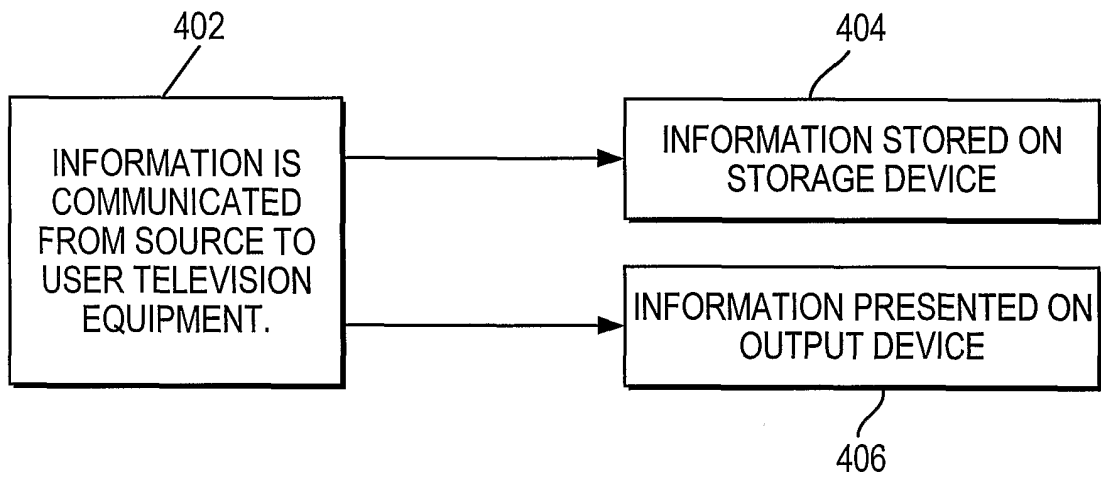 402
404
INFORMATION IS
COMMUNICATED
FROM SOURCE TO
USER TELEVISION
EQUIPMENT.
INFORMATION STORED ON
STORAGE DEVICE
INFORMATION PRESENTED ON
OUTPUT DEVICE
406